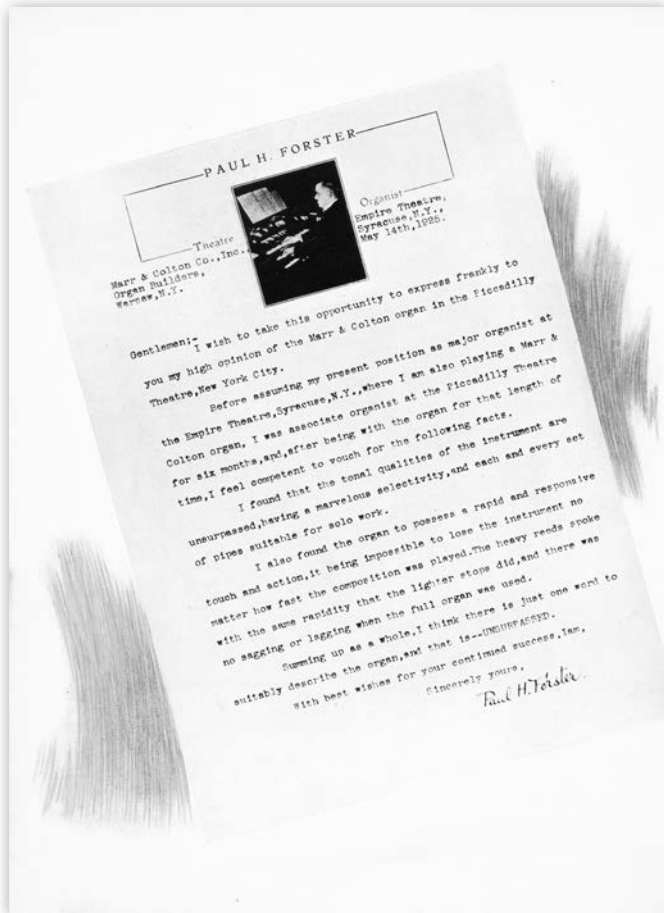 PAUL H. FORSTER
Theatre
Organist
Empire Theatre,
Syracuse,N.Y.,
May 14th,1925.
Marr & Colton Co.,Inc.,
Organ Builders,
Warsaw,N.Y.
Gentlemen;-
I wish to take this opportunity to express frankly to
you my high opinion of the Marr & Colton organ in the Piccadilly
Theatre,New York City.
Before assuming my present position as major organist at
the Empire Theatre,Syracuse,N.Y.,where I am also playing a Marr &
Colton organ, I was associate organist at the Piccadilly Theatre
for six months,and,after being with the organ for that length of
time,I feel competent to vouch for the following facts.
I found that the tonal qualities of the instrument are
unsurpassed,having a marvelous selectivity,and each and every set
of pipes suitable for solo work.
I also found the organ to possess a rapid and responsive
touch and action,it being impossible to lose the instrument no
matter how fast the composition was played.The heavy reeds spoke
with the same rapidity that the lighter stops did,and there was
no sagging or lagging when the full organ was used.
Summing up as a whole,I think there is just one word to
suitably describe the organ,and that is--UNSURPASSED.
With best wishes for your continued success,Iam,
Sincerely yours,
Paul H. Forster.